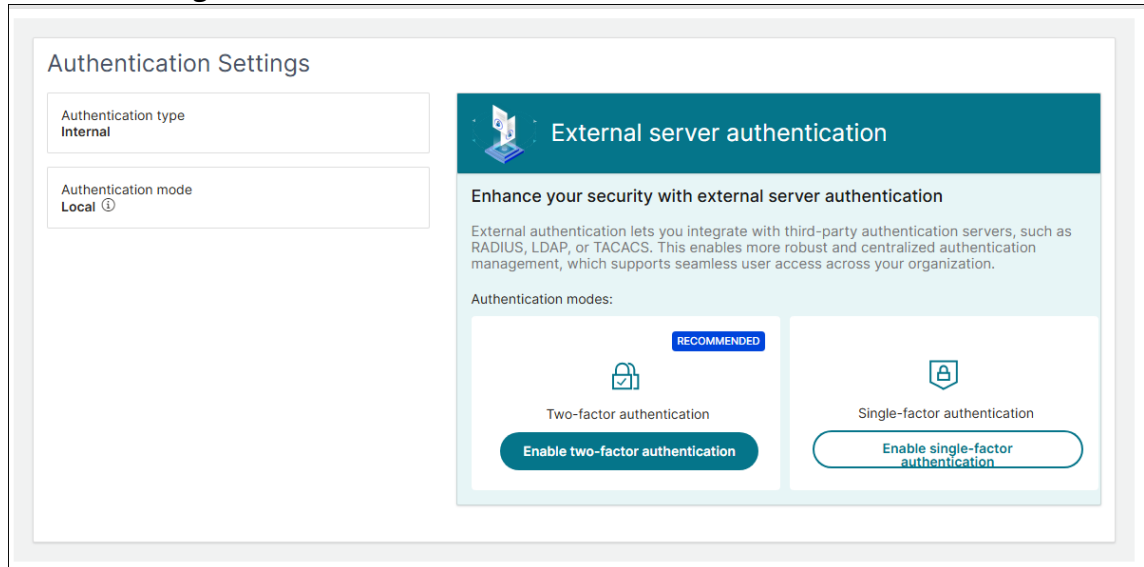 Authentication Settings
Authentication type
Internal
Authentication mode
Local
External server authentication
Enhance your security with external server authentication
External authentication lets you integrate with third-party authentication servers, such as
RADIUS, LDAP, or TACACS. This enables more robust and centralized authentication
management, which supports seamless user access across your organization.
Authentication modes:
RECOMMENDED
Two-factor authentication
Enable two-factor authentication
Single-factor authentication
Enable single-factor
authentication